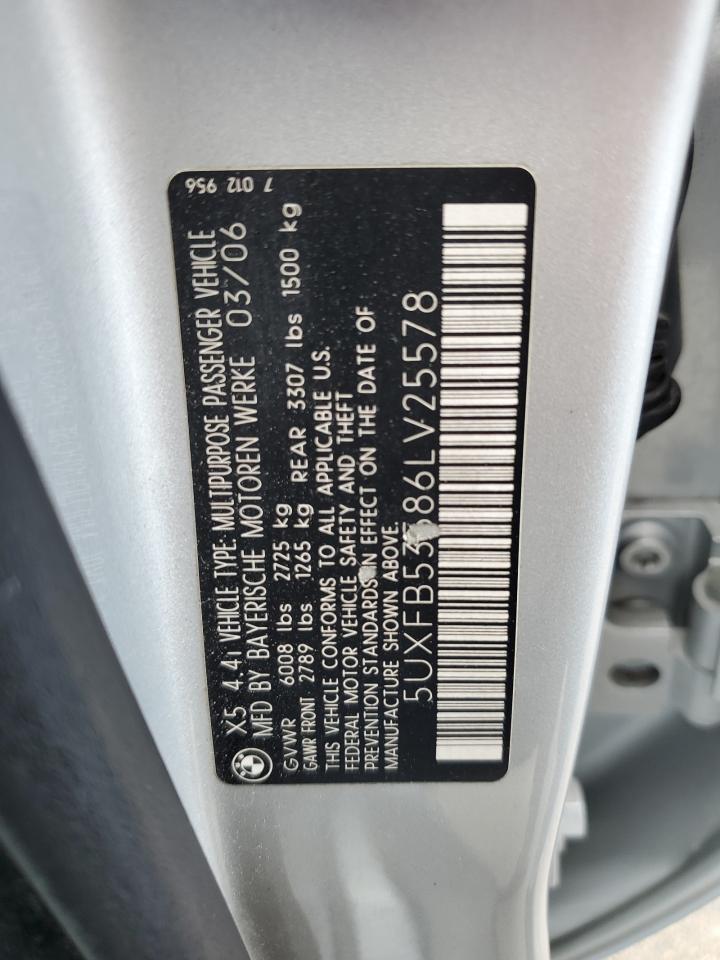 7 012 956
X5 4.4i VEHICLE TYPE: MULTIPURPOSE PASSENGER VEHICLE
MFD BY BAYERISCHE MOTOREN WERKE 03/06
GVWR 6008 lbs 2725 kg
GAWR FRONT 2789 lbs 1265 kg REAR 3307 lbs 1500 kg
THIS VEHICLE CONFORMS TO ALL APPLICABLE U.S.
FEDERAL MOTOR VEHICLE SAFETY AND THEFT
PREVENTION STANDARDS IN EFFECT ON THE DATE OF
MANUFACTURE SHOWN ABOVE.
5UXFB53586LV25578